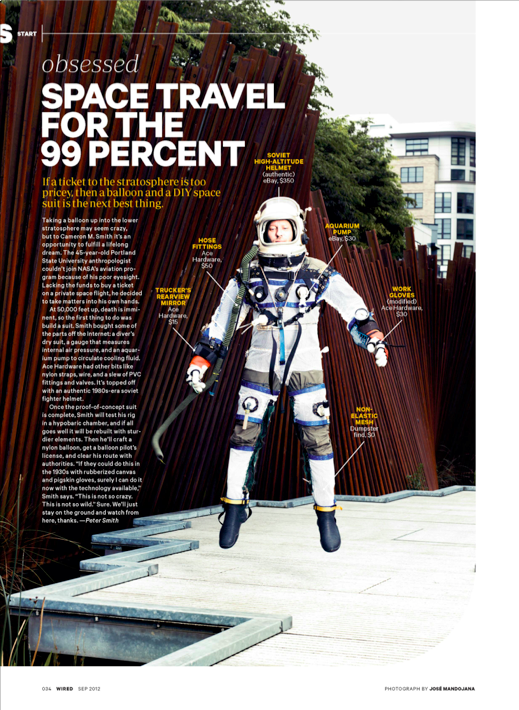 S START
obsessed
SPACE TRAVEL
FOR THE
99 PERCENT
If a ticket to the stratosphere is too
pricey, then a balloon and a DIY space
suit is the next best thing.
Taking a balloon up into the lower
stratosphere may seem crazy,
but to Cameron M. Smith it's an
opportunity to fulfill a lifelong
dream. The 45-year-old Portland
State University anthropologist
couldn't join NASA's aviation pro-
gram because of his poor eyesight.
Lacking the funds to buy a ticket
on a private space flight, he decided
to take matters into his own hands.
At 50,000 feet up, death is immi-
nent, so the first thing to do was
build a suit. Smith bought some of
the parts off the Internet: a diver's
dry suit, a gauge that measures
internal air pressure, and an aquar-
ium pump to circulate cooling fluid.
Ace Hardware had other bits like
nylon straps, wire, and a slew of PVC
fittings and valves. It's topped off
with an authentic 1980s-era soviet
fighter helmet.
Once the proof-of-concept suit
is complete, Smith will test his rig
in a hypobaric chamber, and if all
goes well it will be rebuilt with stur-
dier elements. Then he'll craft a
nylon balloon, get a balloon pilot's
license, and clear his route with
authorities. "If they could do this in
the 1930s with rubberized canvas
and pigskin gloves, surely I can do it
now with the technology available,"
Smith says. "This is not so crazy.
This is not so wild." Sure. We'll just
stay on the ground and watch from
here, thanks. —Peter Smith
SOVIET
HIGH-ALTITUDE
HELMET
(authentic)
eBay, $350
AQUARIUM
PUMP
eBay, $30
HOSE
FITTINGS
Ace
Hardware,
$50
TRUCKER'S
REARVIEW
MIRROR
Ace
Hardware,
$15
WORK
GLOVES
(modified)
Ace Hardware,
$30
NON-
ELASTIC
MESH
Dumpster
find, $0
034 WIRED SEP 2012
PHOTOGRAPH BY JOSÉ MANDOJANA